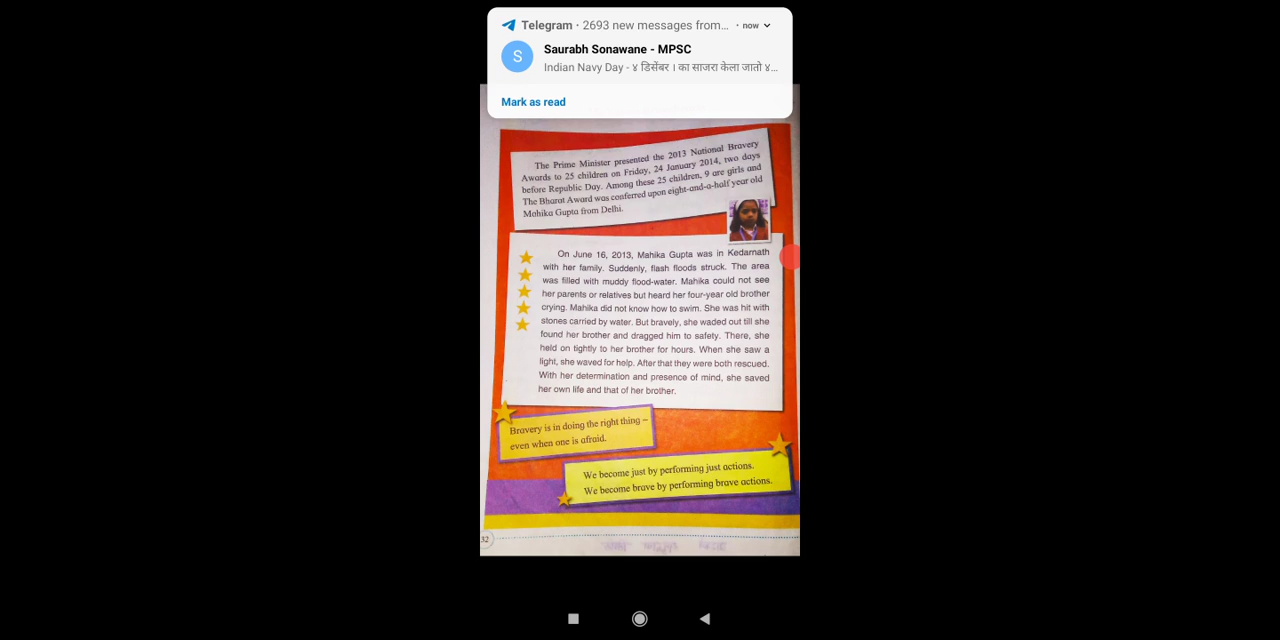 Telegram · 2693 new messages from... · now
S
Saurabh Sonawane - MPSC
Indian Navy Day - ४ डिसेंबर । का साजरा केला जातो ४...
Mark as read
The Prime Minister presented the 2013 National Bravery
Awards to 25 children on Friday, 24 January 2014, two days
before Republic Day. Among these 25 children, 9 are girls and
The Bharat Award was conferred upon eight-and-a-half year old
Mahika Gupta from Delhi.
On June 16, 2013, Mahika Gupta was in Kedarnath
with her family. Suddenly, flash floods struck. The area
was filled with muddy flood-water. Mahika could not see
her parents or relatives but heard her four-year old brother
crying. Mahika did not know how to swim. She was hit with
stones carried by water. But bravely, she waded out till she
found her brother and dragged him to safety. There, she
held on tightly to her brother for hours. When she saw a
light, she waved for help. After that they were both rescued.
With her determination and presence of mind, she saved
her own life and that of her brother.
Bravery is in doing the right thing –
even when one is afraid.
We become just by performing just actions.
We become brave by performing brave actions.
32